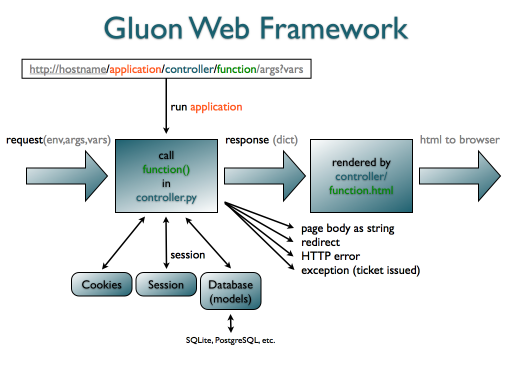 Gluon Web Framework
http://hostname/application/controller/function/args?vars
run application
request(env,args,vars)
response (dict)
html to browser
call
function()
in
controller.py
rendered by
controller/
function.html
page body as string
redirect
HTTP error
exception (ticket issued)
session
Cookies
Session
Database
(models)
SQLite, PostgreSQL, etc.